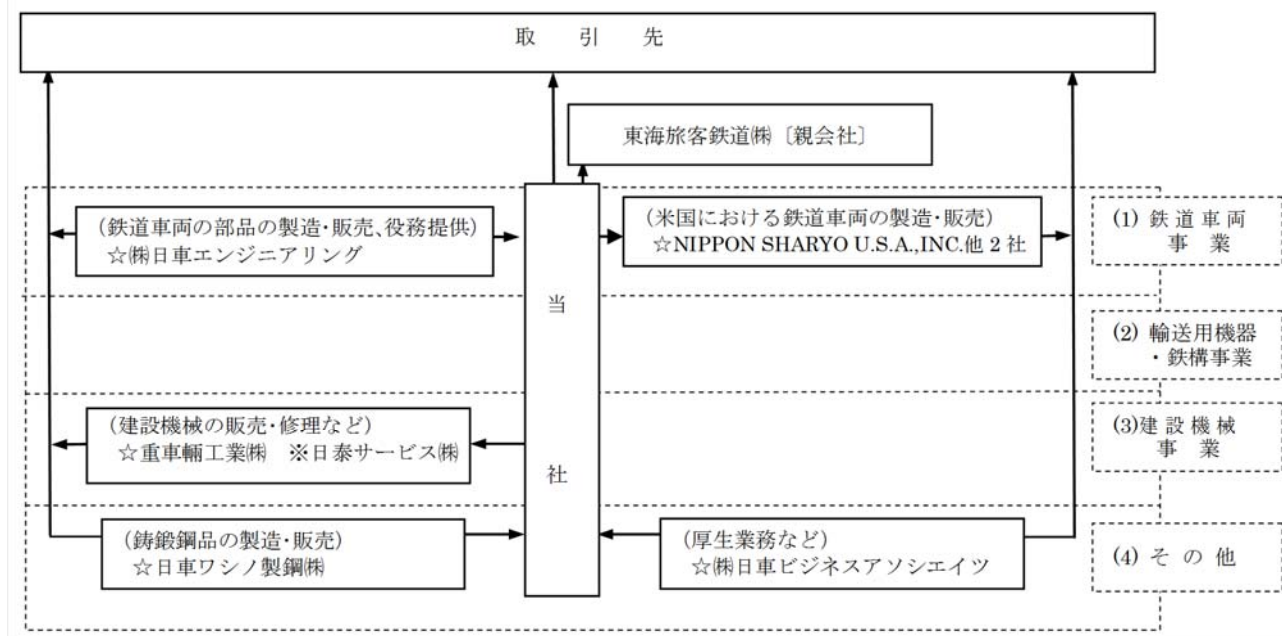 取 引 先
東海旅客鉄道㈱〔親会社〕
(鉄道車両の部品の製造･販売､役務提供)
☆㈱日車エンジニアリング
(米国における鉄道車両の製造･販売)
☆NIPPON SHARYO U.S.A.,INC.他 2 社
(1) 鉄 道 車 両
事 業
当
社
(2) 輸送用機器
・鉄構事業
(建設機械の販売･修理など)
☆重車輛工業㈱ ※日泰サービス㈱
(3)建 設 機 械
事 業
(鋳鍛鋼品の製造･販売)
☆日車ワシノ製鋼㈱
(厚生業務など)
☆㈱日車ビジネスアソシエイツ
(4) そ の 他